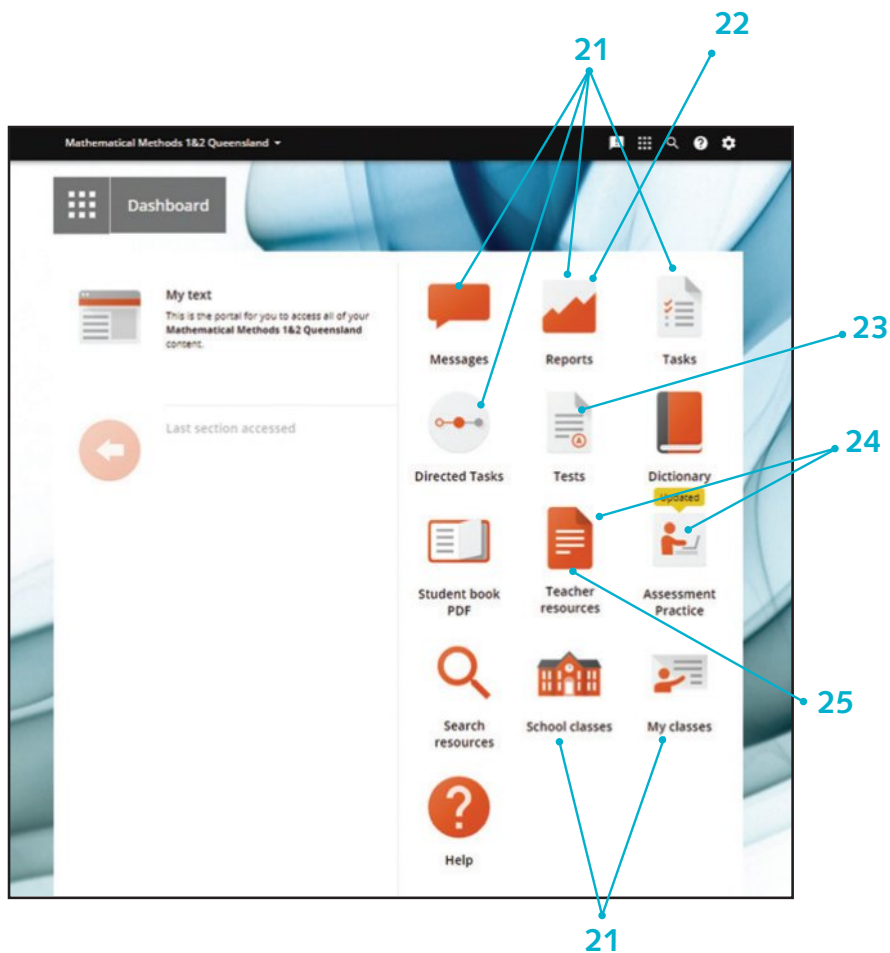 22
21
Mathematical Methods 1&2 Queensland
Dashboard
My text
This is the portal for you to access all of your
Mathematical Methods 1&2 Queensland
content.
Last section accessed
Messages
Reports
Tasks
23
Directed Tasks
Tests
Dictionary
24
Updated
Student book
PDF
Teacher
resources
Assessment
Practice
25
Search
resources
School classes
My classes
Help
21